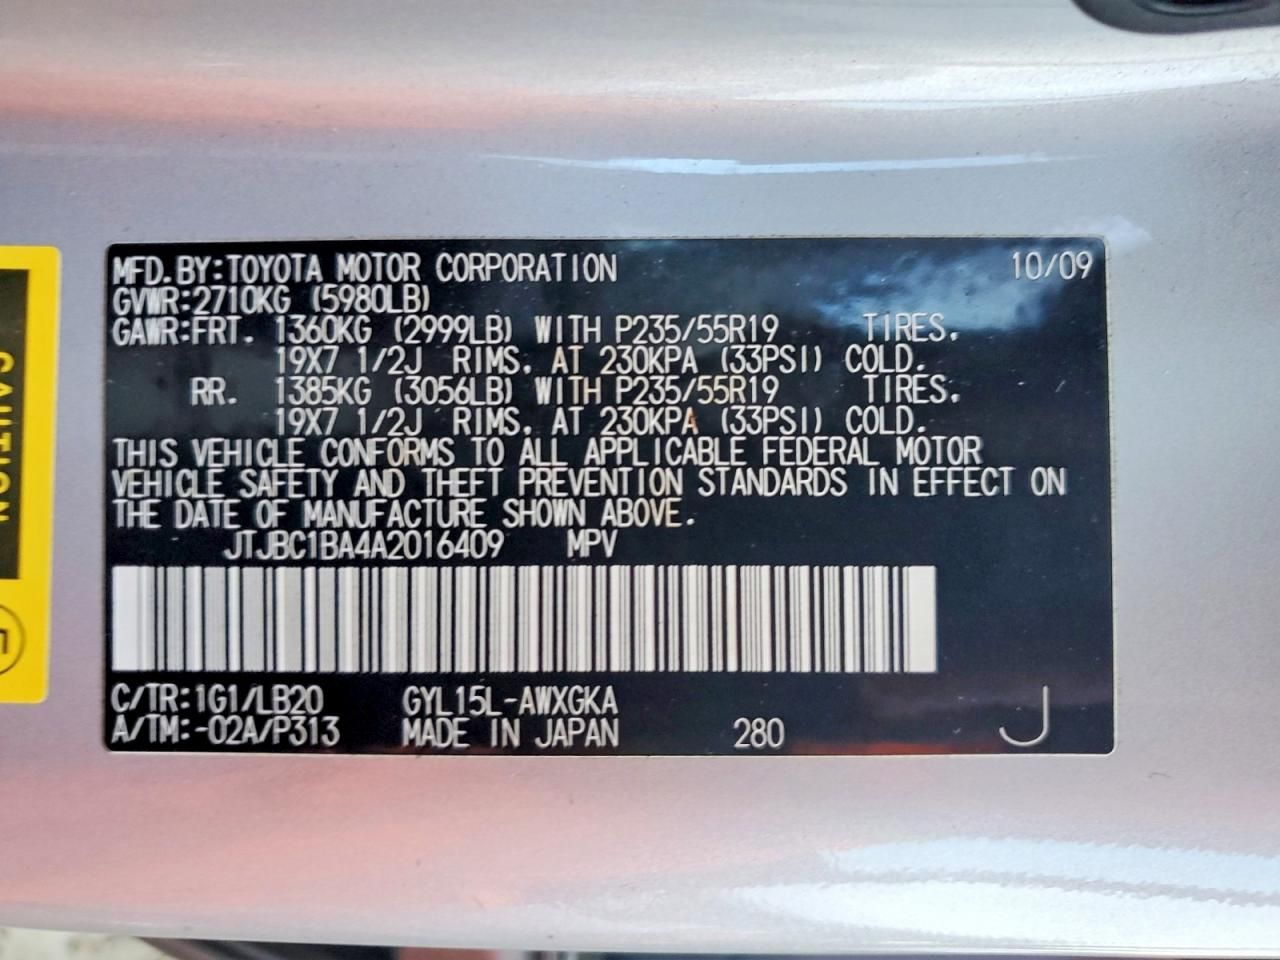 MFD.BY:TOYOTA MOTOR CORPORATION 10/09
GVWR:2710KG (5980LB)
GAWR:FRT. 1360KG (2999LB) WITH P235/55R19 TIRES.
19X7 1/2J RIMS. AT 230KPA (33PSI) COLD.
RR. 1385KG (3056LB) WITH P235/55R19 TIRES.
19X7 1/2J RIMS. AT 230KPA (33PSI) COLD.
THIS VEHICLE CONFORMS TO ALL APPLICABLE FEDERAL MOTOR
VEHICLE SAFETY AND THEFT PREVENTION STANDARDS IN EFFECT ON
THE DATE OF MANUFACTURE SHOWN ABOVE.
JTJBC1BA4A2016409 MPV
C/TR:1G1/LB20 GYL15L-AWXGKA
A/TM:-02A/P313 MADE IN JAPAN 280 J
CAUTION